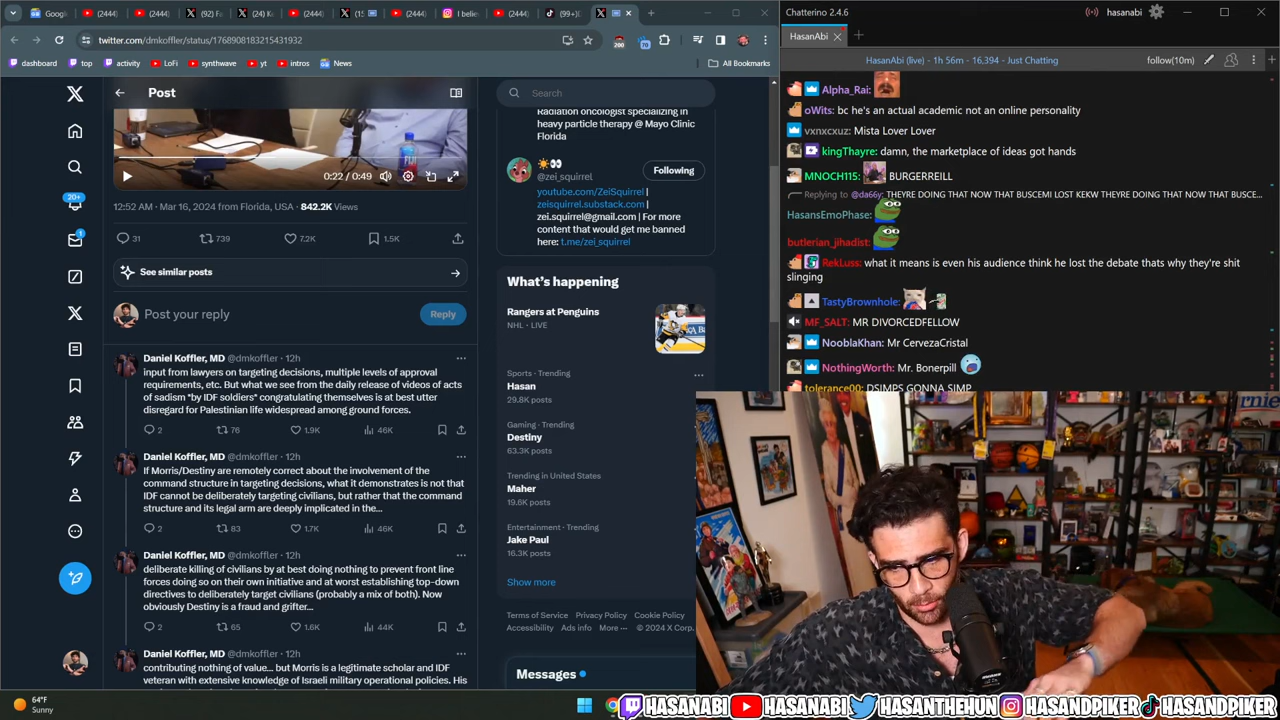 Googl
(2444)
(2444)
(92) Fa
(24) Ke
(2444)
(15
(2444)
I believ
(2444)
(99+)
Chatterino 2.4.6
hasanabi
twitter.com/dmkoffler/status/1768908183215431932
HasanAbi
dashboard
top
activity
LoFi
synthwave
yt
intros
News
All Bookmarks
HasanAbi (live) - 1h 56m - 16,394 - Just Chatting
follow(10m)
Post
Search
0:22 / 0:49
FIJI
12:52 AM · Mar 16, 2024 from Florida, USA · 842.2K Views
31
739
7.2K
1.5K
See similar posts
Post your reply
Reply
20+
1
Daniel Koffler, MD @dmkoffler · 12h
input from lawyers on targeting decisions, multiple levels of approval
requirements, etc. But what we see from the daily release of videos of acts
of sadism *by IDF soldiers* congratulating themselves is at best utter
disregard for Palestinian life widespread among ground forces.
2
76
1.9K
46K
Daniel Koffler, MD @dmkoffler · 12h
If Morris/Destiny are remotely correct about the involvement of the
command structure in targeting decisions, what it demonstrates is not that
IDF cannot be deliberately targeting civilians, but rather that the command
structure and its legal arm are deeply implicated in the...
2
83
1.7K
46K
Daniel Koffler, MD @dmkoffler · 12h
deliberate killing of civilians by at best doing nothing to prevent front line
forces doing so on their own initiative and at worst establishing top-down
directives to deliberately target civilians (probably a mix of both). Now
obviously Destiny is a fraud and grifter...
2
65
1.6K
44K
Daniel Koffler, MD @dmkoffler · 12h
contributing nothing of value... but Morris is a legitimate scholar and IDF
veteran with extensive knowledge of Israeli military operational policies. His
Radiation oncologist specializing in
heavy particle therapy @ Mayo Clinic
Florida
@zei_squirrel
Following
youtube.com/ZeiSquirrel |
zeisquirrel.substack.com |
zei.squirrel@gmail.com | For more
content that would get me banned
here: t.me/zei_squirrel
What's happening
Rangers at Penguins
NHL · LIVE
Sports · Trending
Hasan
29.8K posts
Gaming · Trending
Destiny
63.3K posts
Trending in United States
Maher
19.6K posts
Entertainment · Trending
Jake Paul
16.3K posts
Show more
Terms of Service Privacy Policy Cookie Policy
Accessibility Ads info More ··· © 2024 X Corp.
Messages
Alpha_Rai:
oWits: bc he's an actual academic not an online personality
vxnxcxuz: Mista Lover Lover
kingThayre: damn, the marketplace of ideas got hands
MNOCH115: BURGERREILL
Replying to @da66y: THEYRE DOING THAT NOW THAT BUSCEMI LOST KEKW THEYRE DOING THAT NOW THAT BUSCE...
HasansEmoPhase:
butlerian_jihadist:
RekLuss: what it means is even his audience think he lost the debate thats why they're shit
slinging
TastyBrownhole:
MF_SALT: MR DIVORCEDFELLOW
NooblaKhan: Mr CervezaCristal
NothingWorth: Mr. Bonerpill
tolerance00: DSIMPS GONNA SIMP
ernie
64°F
Sunny
HASANABI
HASANABI
HASANTHEHUN
HASANDPIKER
HASANDPIKER